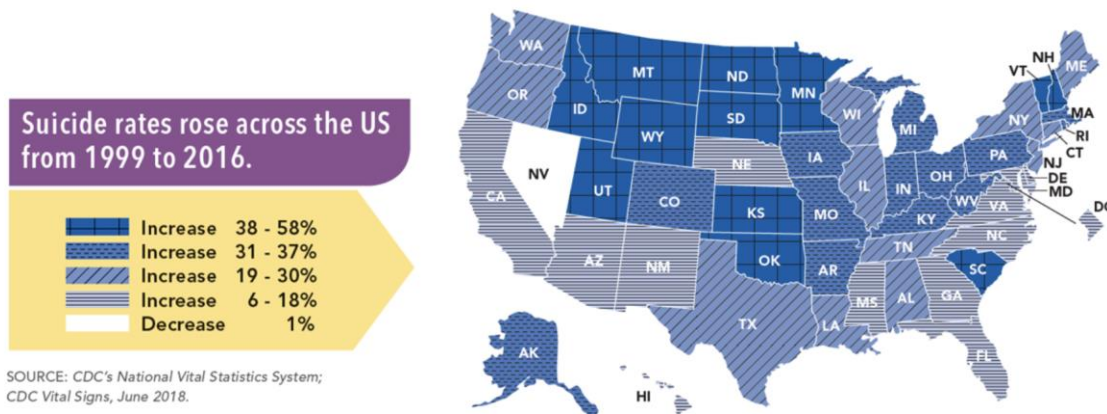 Suicide rates rose across the US
from 1999 to 2016.
Increase 38 - 58%
Increase 31 - 37%
Increase 19 - 30%
Increase 6 - 18%
Decrease 1%
SOURCE: CDC's National Vital Statistics System;
CDC Vital Signs, June 2018.
WA
MT
ND
MN
VT
NH
ME
OR
ID
SD
WI
MI
NY
MA
RI
CT
WY
IA
PA
NJ
NE
OH
DE
MD
NV
UT
CO
IL
IN
WV
VA
CA
KS
MO
KY
DC
NC
TN
AZ
NM
OK
AR
SC
MS
AL
GA
TX
LA
FL
AK
HI